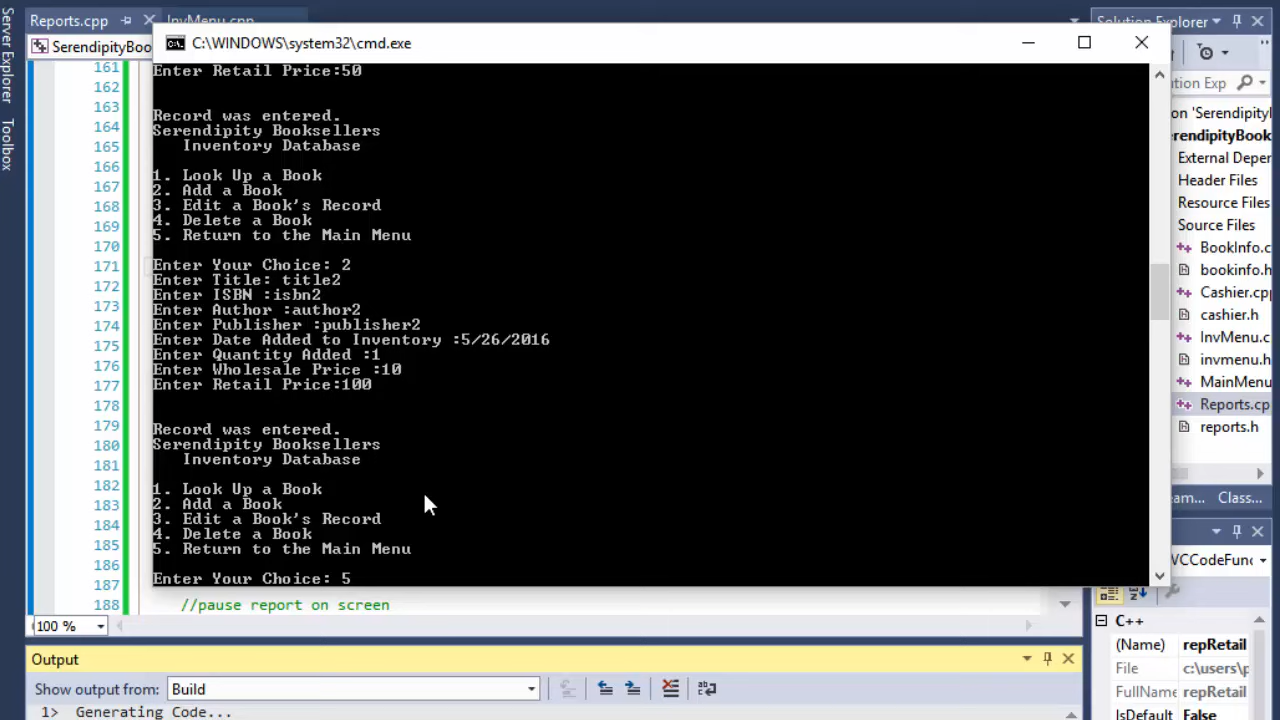 Reports.cpp
InvMenu.cpp
Solution Explorer
Server Explorer
Toolbox
SerendipityBoo
C:\WINDOWS\system32\cmd.exe
Enter Retail Price:50
Record was entered.
Serendipity Booksellers
Inventory Database
1. Look Up a Book
2. Add a Book
3. Edit a Book's Record
4. Delete a Book
5. Return to the Main Menu
Enter Your Choice: 2
Enter Title: title2
Enter ISBN :isbn2
Enter Author :author2
Enter Publisher :publisher2
Enter Date Added to Inventory :5/26/2016
Enter Quantity Added :1
Enter Wholesale Price :10
Enter Retail Price:100
Record was entered.
Serendipity Booksellers
Inventory Database
1. Look Up a Book
2. Add a Book
3. Edit a Book's Record
4. Delete a Book
5. Return to the Main Menu
Enter Your Choice: 5
161
162
163
164
165
166
167
168
169
170
171
172
173
174
175
176
177
178
179
180
181
182
183
184
185
186
187
188 //pause report on screen
100 %
lution Exp
on 'SerendipityI
erendipityBook
External Depe
Header Files
Resource Files
Source Files
BookInfo.c
bookinfo.h
Cashier.cpp
cashier.h
InvMenu.c
invmenu.h
MainMenu
Reports.cp
reports.h
eam...
Class...
VCCodeFunc
C++
(Name) repRetail
File c:\users\p
FullName repRetail
IsDefault False
Output
Show output from: Build
1> Generating Code...